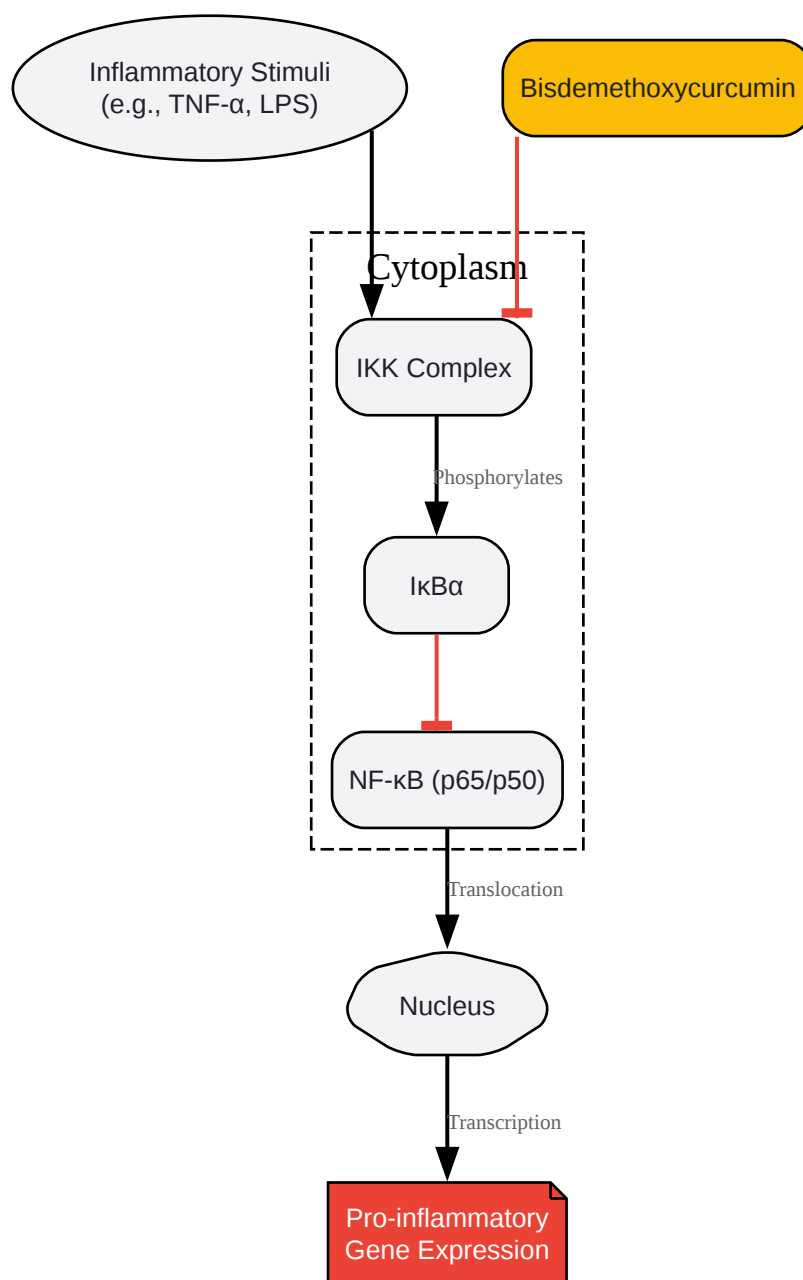 Inflammatory Stimuli
(e.g., TNF-α, LPS)
Bisdemethoxycurcumin
Cytoplasm
IKK Complex
Phosphorylates
IκBα
NF-κB (p65/p50)
Translocation
Nucleus
Transcription
Pro-inflammatory
Gene Expression